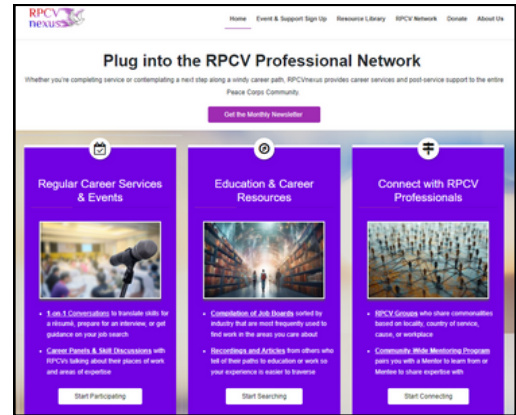 RPCV
nexus
Home Event & Support Sign Up Resource Library RPCV Network Donate About Us
Plug into the RPCV Professional Network
Whether you're completing service or contemplating a next step along a windy career path, RPCVnexus provides career services and post-service support to the entire
Peace Corps Community.
Get the Monthly Newsletter
Regular Career Services
& Events
1-on-1 Conversations to translate skills for
a résumé, prepare for an interview, or get
guidance on your job search
Career Panels & Skill Discussions with
RPCVs talking about their places of work
and areas of expertise
Start Participating
Education & Career
Resources
Compilation of Job Boards sorted by
industry that are most frequently used to
find work in the areas you care about
Recordings and Articles from others who
tell of their paths to education or work so
your experience is easier to traverse
Start Searching
Connect with RPCV
Professionals
RPCV Groups who share commonalities
based on locality, country of service,
cause, or workplace
Community Wide Mentoring Program
pairs you with a Mentor to learn from or
Mentee to share expertise with
Start Connecting